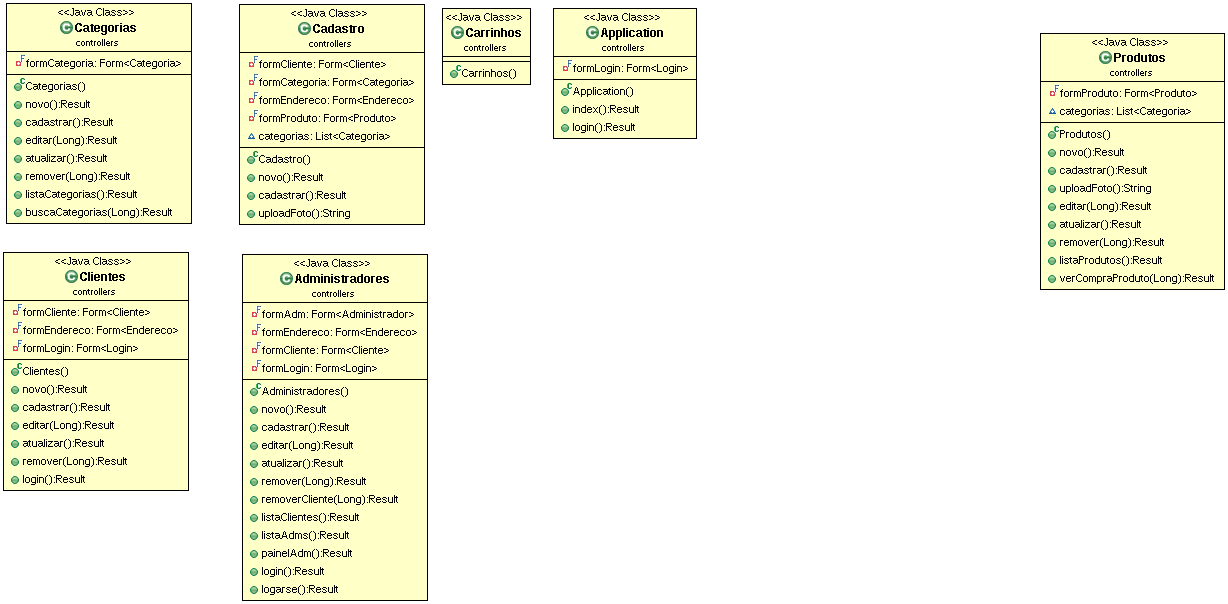 <<Java Class>>
Categorias
controllers
formCategoria: Form<Categoria>
Categorias()
novo():Result
cadastrar():Result
editar(Long):Result
atualizar():Result
remover(Long):Result
listaCategorias():Result
buscaCategorias(Long):Result
<<Java Class>>
Cadastro
controllers
formCliente: Form<Cliente>
formCategoria: Form<Categoria>
formEndereco: Form<Endereco>
formProduto: Form<Produto>
categorias: List<Categoria>
Cadastro()
novo():Result
cadastrar():Result
uploadFoto():String
<<Java Class>>
Carrinhos
controllers
Carrinhos()
<<Java Class>>
Application
controllers
formLogin: Form<Login>
Application()
index():Result
login():Result
<<Java Class>>
Produtos
controllers
formProduto: Form<Produto>
categorias: List<Categoria>
Produtos()
novo():Result
cadastrar():Result
uploadFoto():String
editar(Long):Result
atualizar():Result
remover(Long):Result
listaProdutos():Result
verCompraProduto(Long):Result
<<Java Class>>
Clientes
controllers
formCliente: Form<Cliente>
formEndereco: Form<Endereco>
formLogin: Form<Login>
Clientes()
novo():Result
cadastrar():Result
editar(Long):Result
atualizar():Result
remover(Long):Result
login():Result
<<Java Class>>
Administradores
controllers
formAdm: Form<Administrador>
formEndereco: Form<Endereco>
formCliente: Form<Cliente>
formLogin: Form<Login>
Administradores()
novo():Result
cadastrar():Result
editar(Long):Result
atualizar():Result
remover(Long):Result
removerCliente(Long):Result
listaClientes():Result
listaAdms():Result
painelAdm():Result
login():Result
logarse():Result